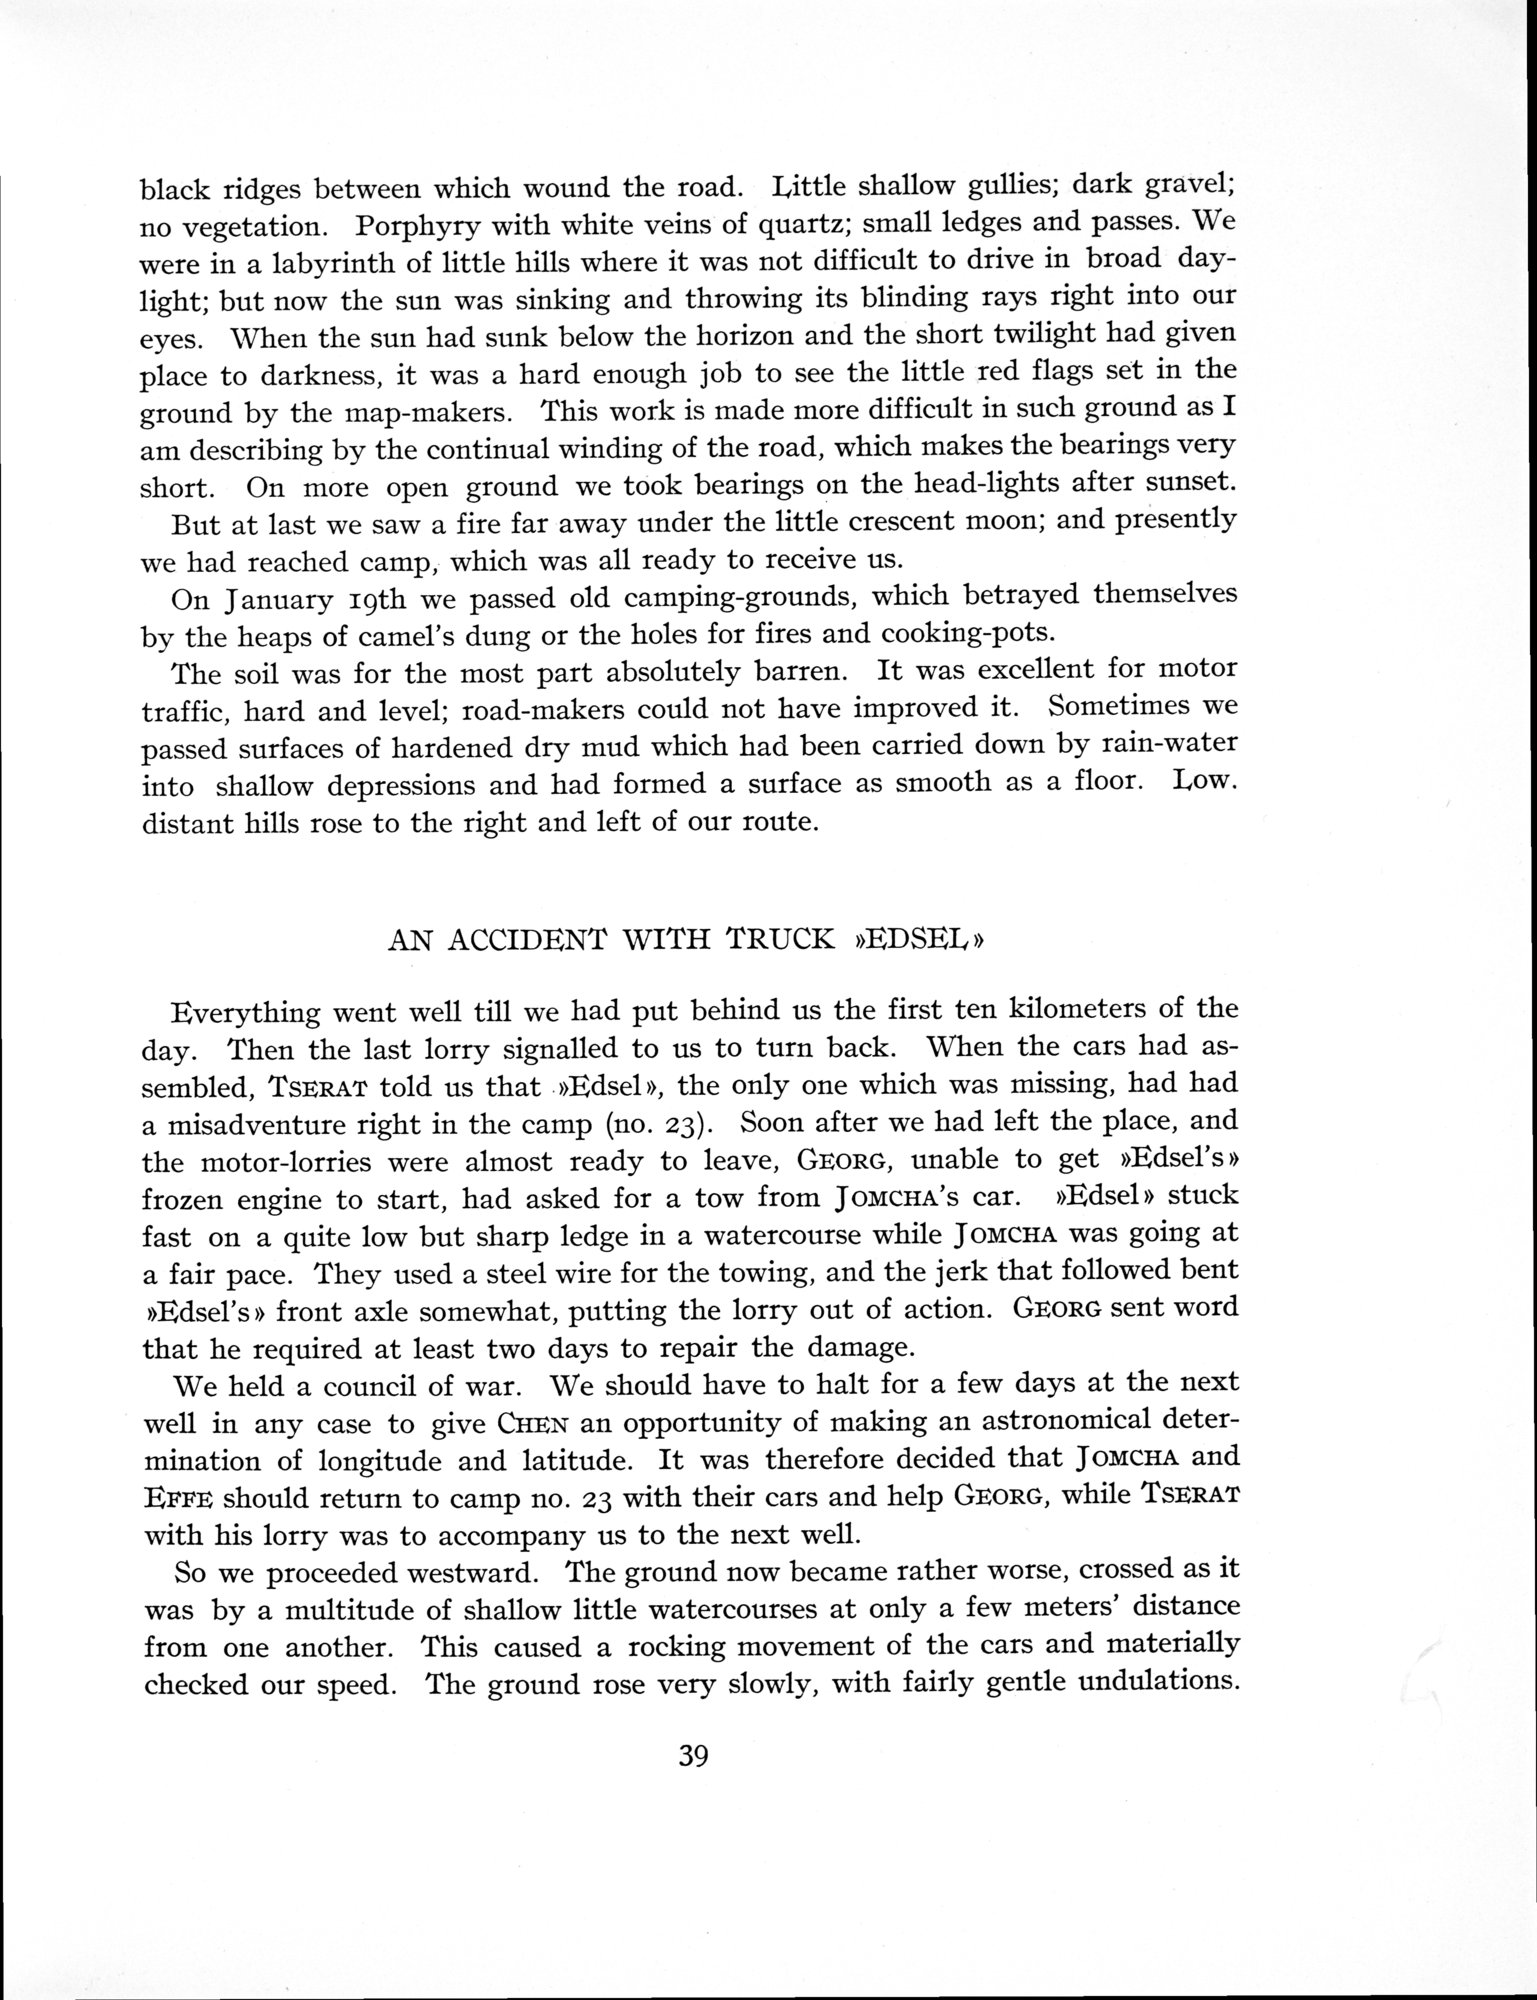 black ridges between which wound the road. Little shallow gullies; dark gravel;
no vegetation. Porphyry with white veins of quartz; small ledges and passes. We
were in a labyrinth of little hills where it was not difficult to drive in broad day-
light; but now the sun was sinking and throwing its blinding rays right into our
eyes. When the sun had sunk below the horizon and the short twilight had given
place to darkness, it was a hard enough job to see the little red flags set in the
ground by the map-makers. This work is made more difficult in such ground as I
am describing by the continual winding of the road, which makes the bearings very
short. On more open ground we took bearings on the head-lights after sunset.
But at last we saw a fire far away under the little crescent moon; and presently
we had reached camp, which was all ready to receive us.
On January 19th we passed old camping-grounds, which betrayed themselves
by the heaps of camel's dung or the holes for fires and cooking-pots.
The soil was for the most part absolutely barren. It was excellent for motor
traffic, hard and level; road-makers could not have improved it. Sometimes we
passed surfaces of hardened dry mud which had been carried down by rain-water
into shallow depressions and had formed a surface as smooth as a floor. Low.
distant hills rose to the right and left of our route.
AN ACCIDENT WITH TRUCK »EDSEL»
Everything went well till we had put behind us the first ten kilometers of the
day. Then the last lorry signalled to us to turn back. When the cars had as-
sembled, TSERAT told us that »Edsel», the only one which was missing, had had
a misadventure right in the camp (no. 23). Soon after we had left the place, and
the motor-lorries were almost ready to leave, GEORG, unable to get »Edsel's»
frozen engine to start, had asked for a tow from JOMCHA's car. »Edsel» stuck
fast on a quite low but sharp ledge in a watercourse while JOMCHA was going at
a fair pace. They used a steel wire for the towing, and the jerk that followed bent
»Edsel's» front axle somewhat, putting the lorry out of action. GEORG sent word
that he required at least two days to repair the damage.
We held a council of war. We should have to halt for a few days at the next
well in any case to give CHEN an opportunity of making an astronomical deter-
mination of longitude and latitude. It was therefore decided that JOMCHA and
EFFE should return to camp no. 23 with their cars and help GEORG, while TSERAT
with his lorry was to accompany us to the next well.
So we proceeded westward. The ground now became rather worse, crossed as it
was by a multitude of shallow little watercourses at only a few meters' distance
from one another. This caused a rocking movement of the cars and materially
checked our speed. The ground rose very slowly, with fairly gentle undulations.
39